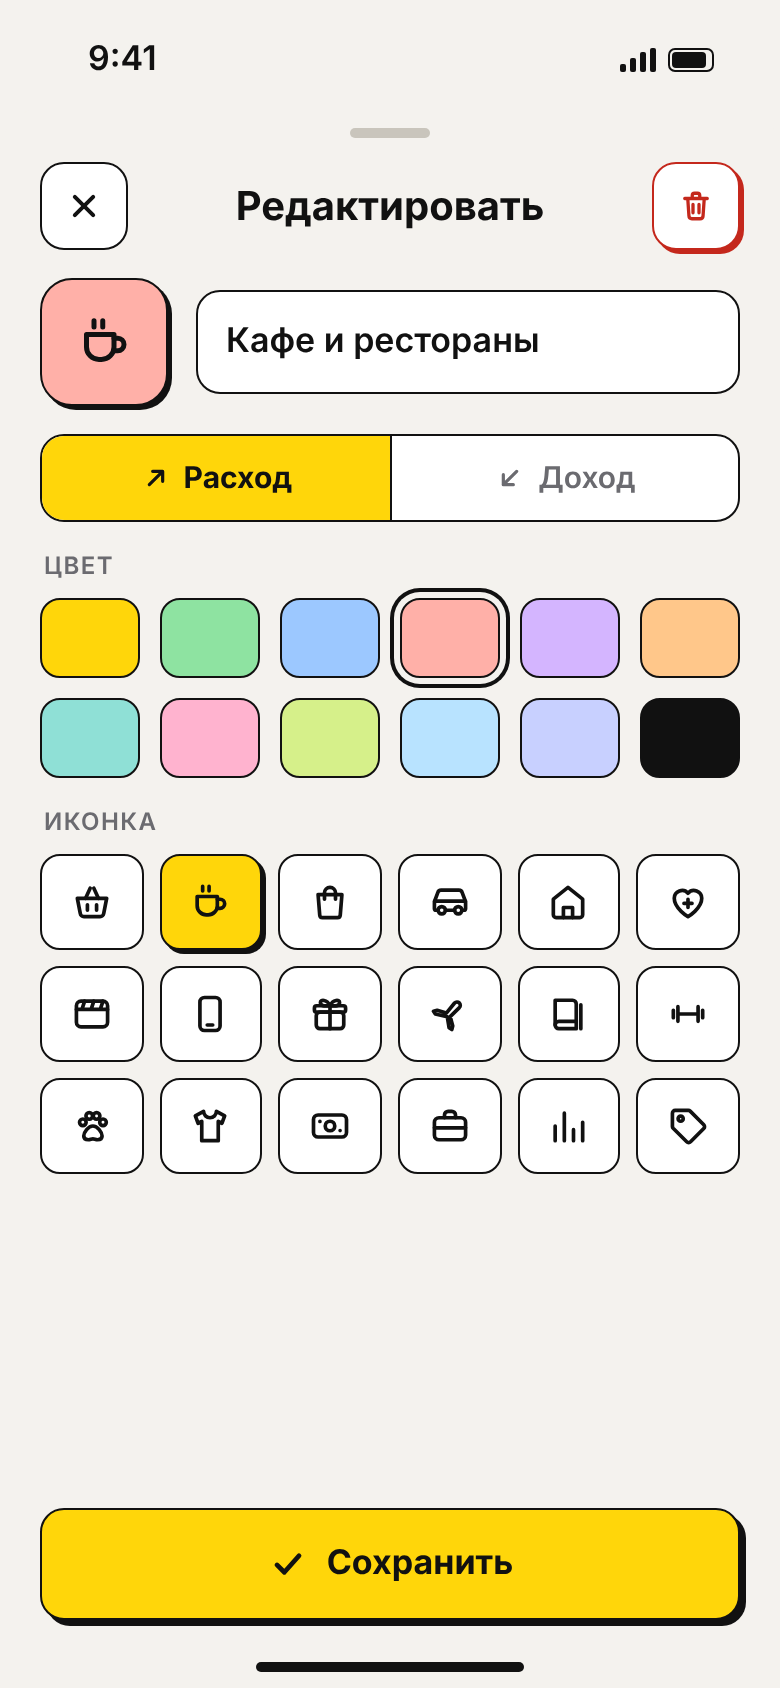 9:41
Редактировать
Кафе и рестораны
Расход
Доход
ЦВЕТ
ИКОНКА
Сохранить